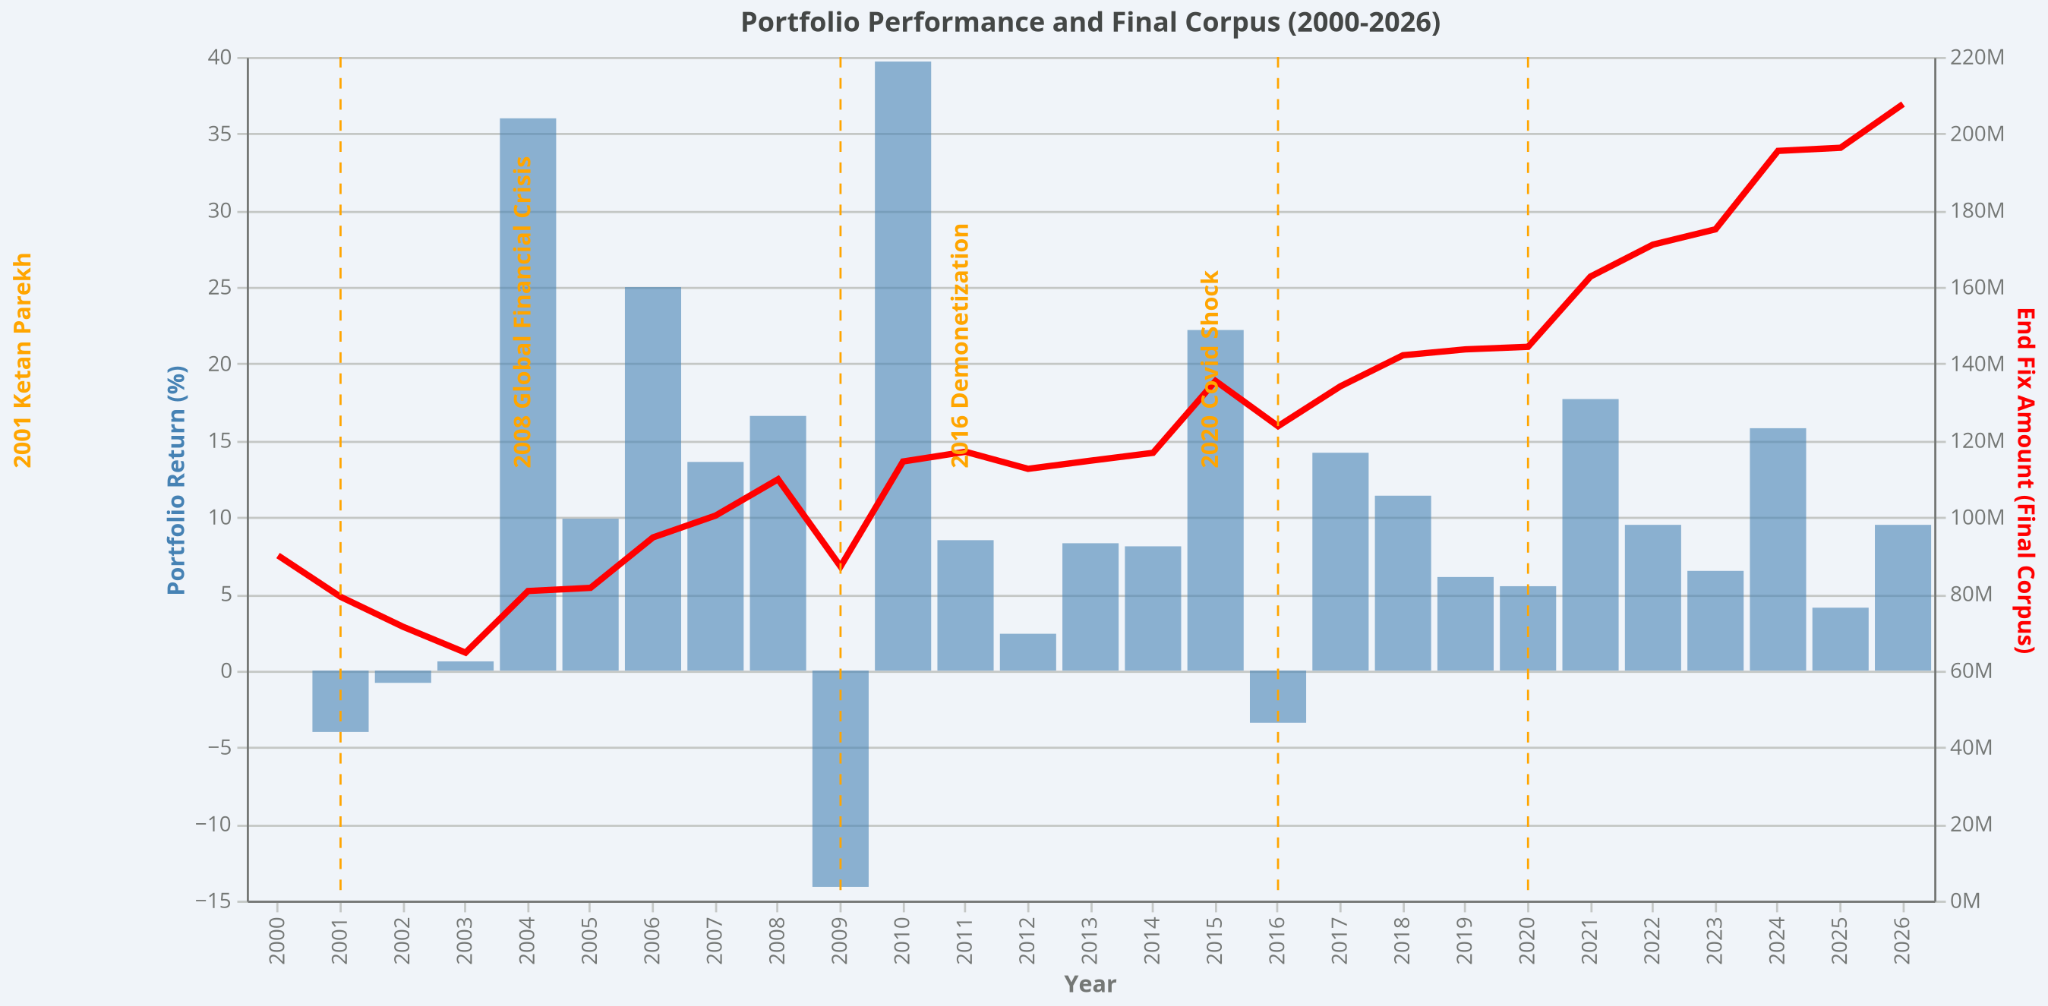 Portfolio Performance and Final Corpus (2000-2026)
40
35
30
25
20
15
10
5
0
−5
−10
−15
Portfolio Return (%)
220M
200M
180M
160M
140M
120M
100M
80M
60M
40M
20M
0M
End Fix Amount (Final Corpus)
2001 Ketan Parekh
2008 Global Financial Crisis
2016 Demonetization
2020 Covid Shock
2000
2001
2002
2003
2004
2005
2006
2007
2008
2009
2010
2011
2012
2013
2014
2015
2016
2017
2018
2019
2020
2021
2022
2023
2024
2025
2026
Year